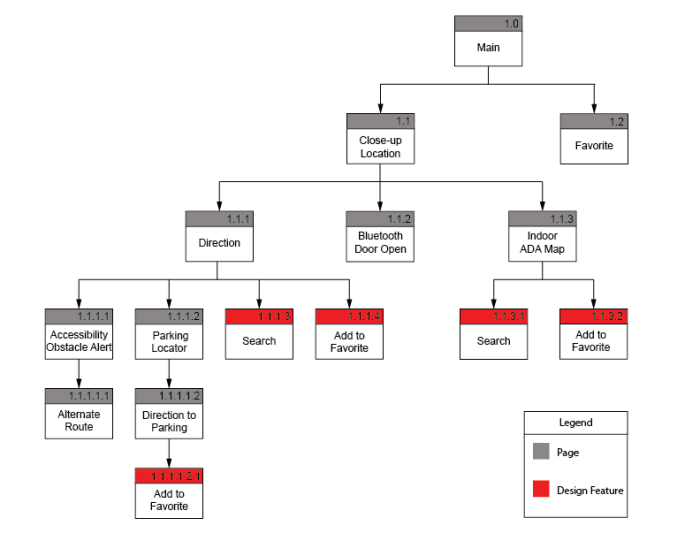 1.0
Main
1.1
Close-up
Location
1.2
Favorite
1.1.1
Direction
1.1.2
Bluetooth
Door Open
1.1.3
Indoor
ADA Map
1.1.1.1
Accessibility
Obstacle Alert
1.1.1.2
Parking
Locator
1.1.1.3
Search
1.1.1.4
Add to
Favorite
1.1.3.1
Search
1.1.3.2
Add to
Favorite
1.1.1.1.1
Alternate
Route
1.1.1.1.2
Direction to
Parking
1.1.1.1.2.1
Add to
Favorite
Legend
Page
Design Feature